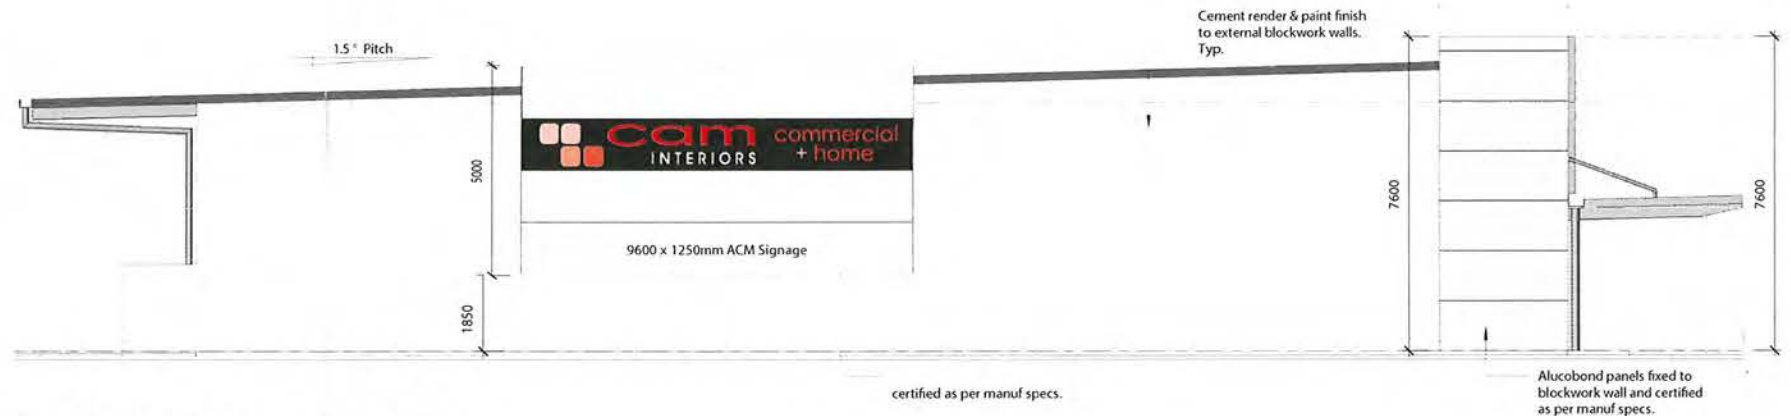 Cement render & paint finish
to external blockwork walls.
Typ.
1.5° Pitch
cam
INTERIORS
commercial
+ home
5000
7600
7600
9600 x 1250mm ACM Signage
1850
certified as per manuf specs.
Alucobond panels fixed to
blockwork wall and certified
as per manuf specs.